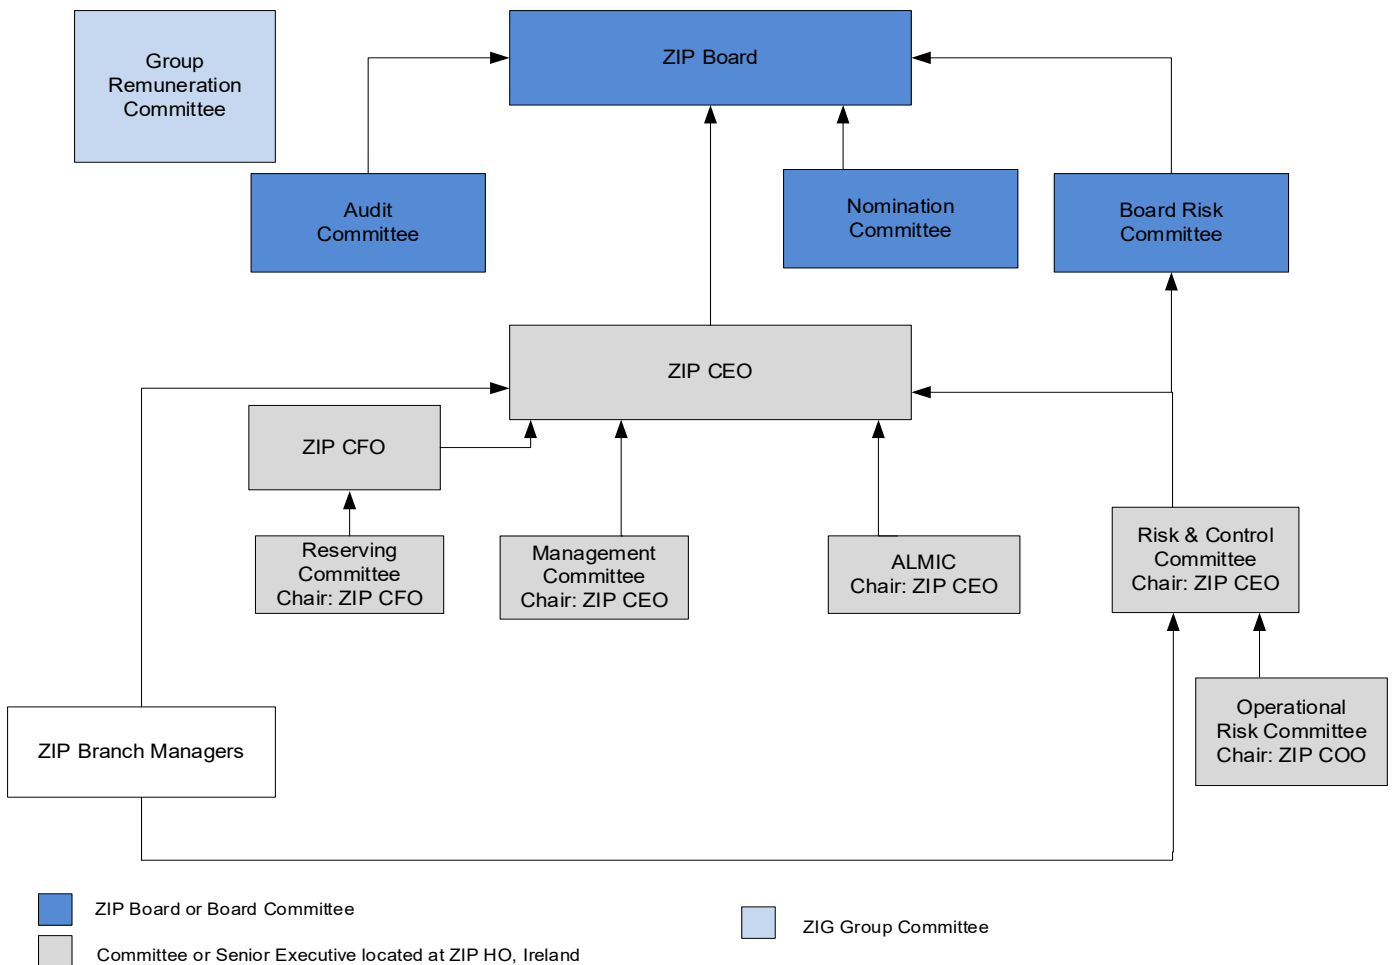 Group
Remuneration
Committee
ZIP Board
Audit
Committee
Nomination
Committee
Board Risk
Committee
ZIP CEO
ZIP CFO
Reserving
Committee
Chair: ZIP CFO
Management
Committee
Chair: ZIP CEO
ALMIC
Chair: ZIP CEO
Risk & Control
Committee
Chair: ZIP CEO
Operational
Risk Committee
Chair: ZIP COO
ZIP Branch Managers
ZIP Board or Board Committee
ZIG Group Committee
Committee or Senior Executive located at ZIP HO, Ireland